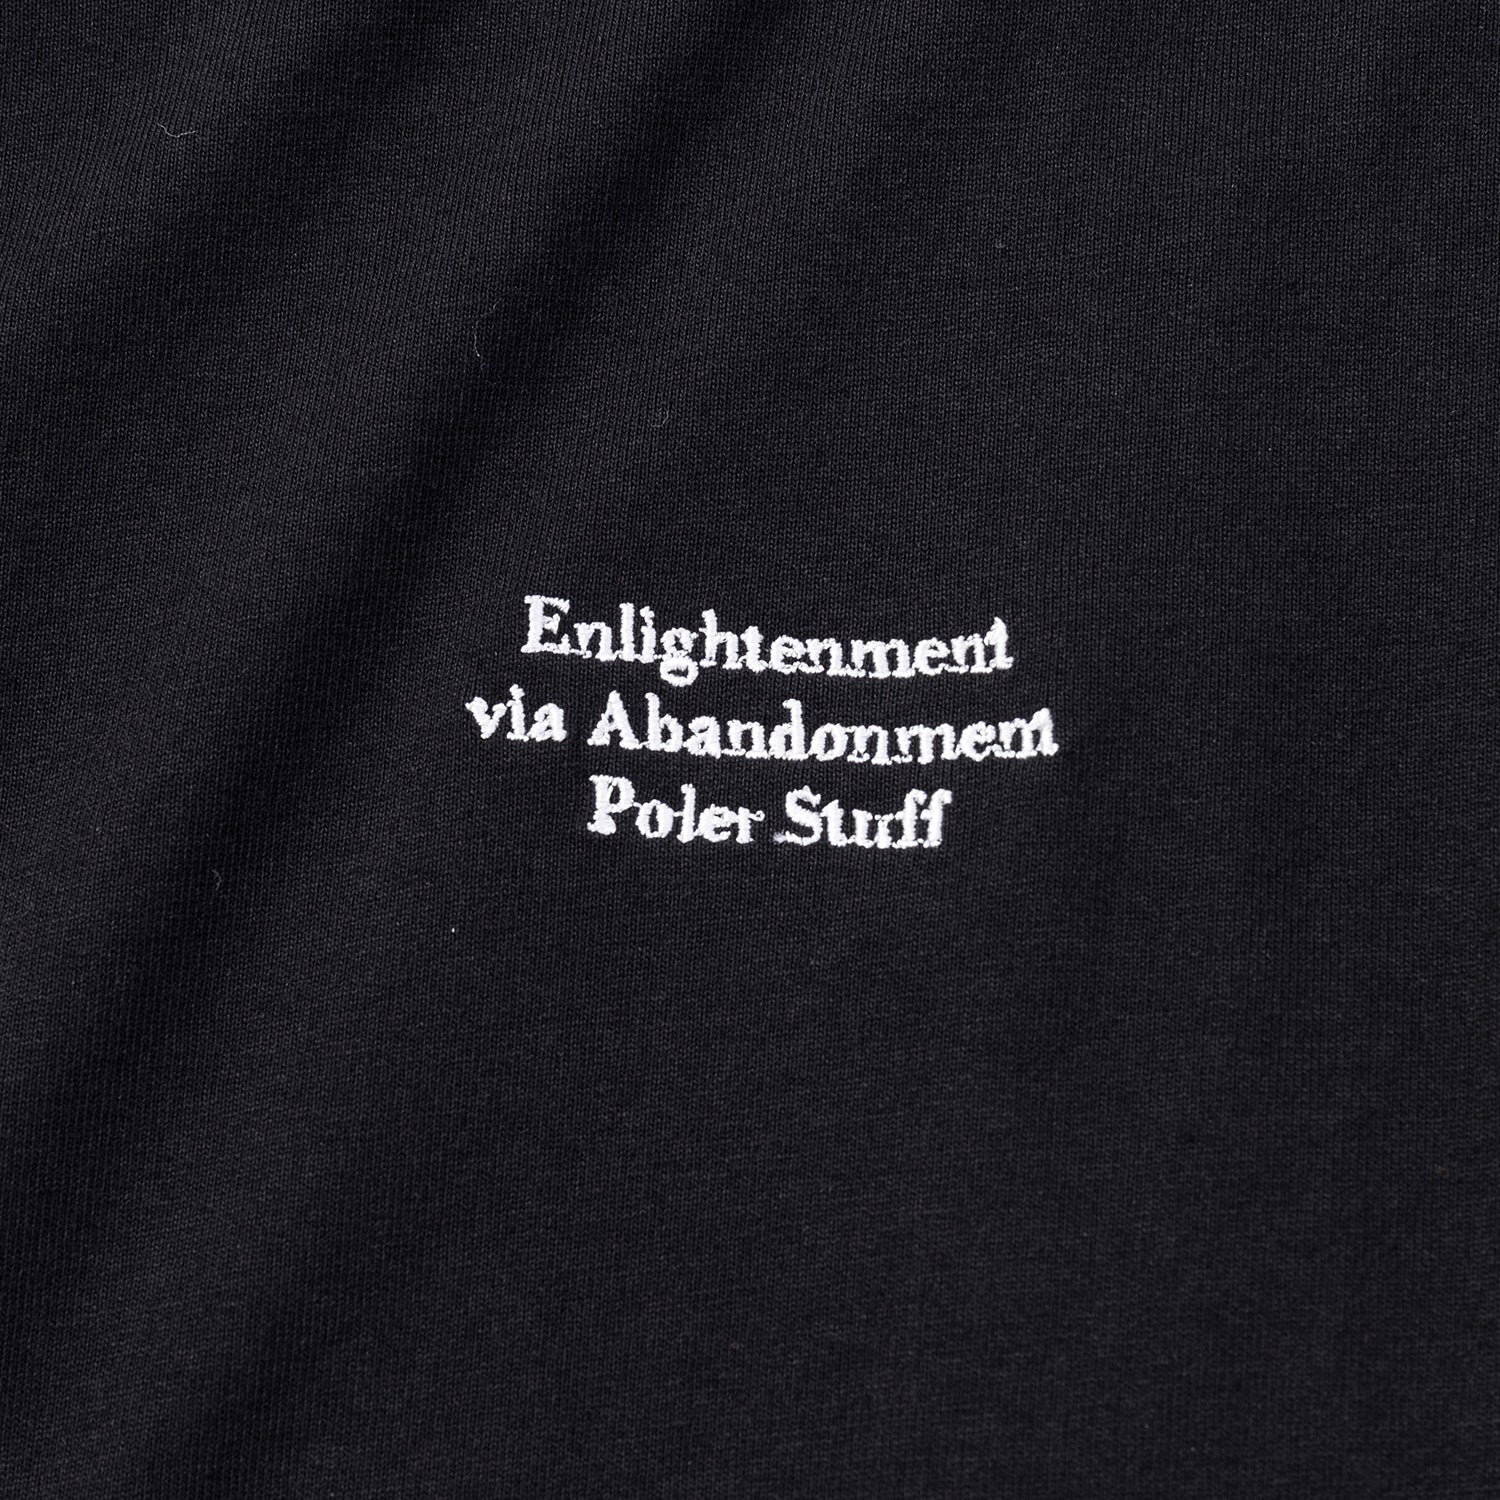 Enlightenment
via Abandonment
Poler Stuff